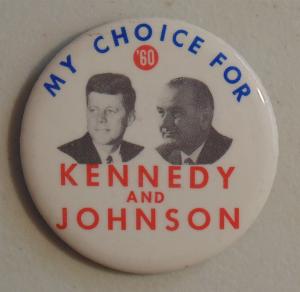 MY CHOICE FOR
'60
KENNEDY
AND
JOHNSON